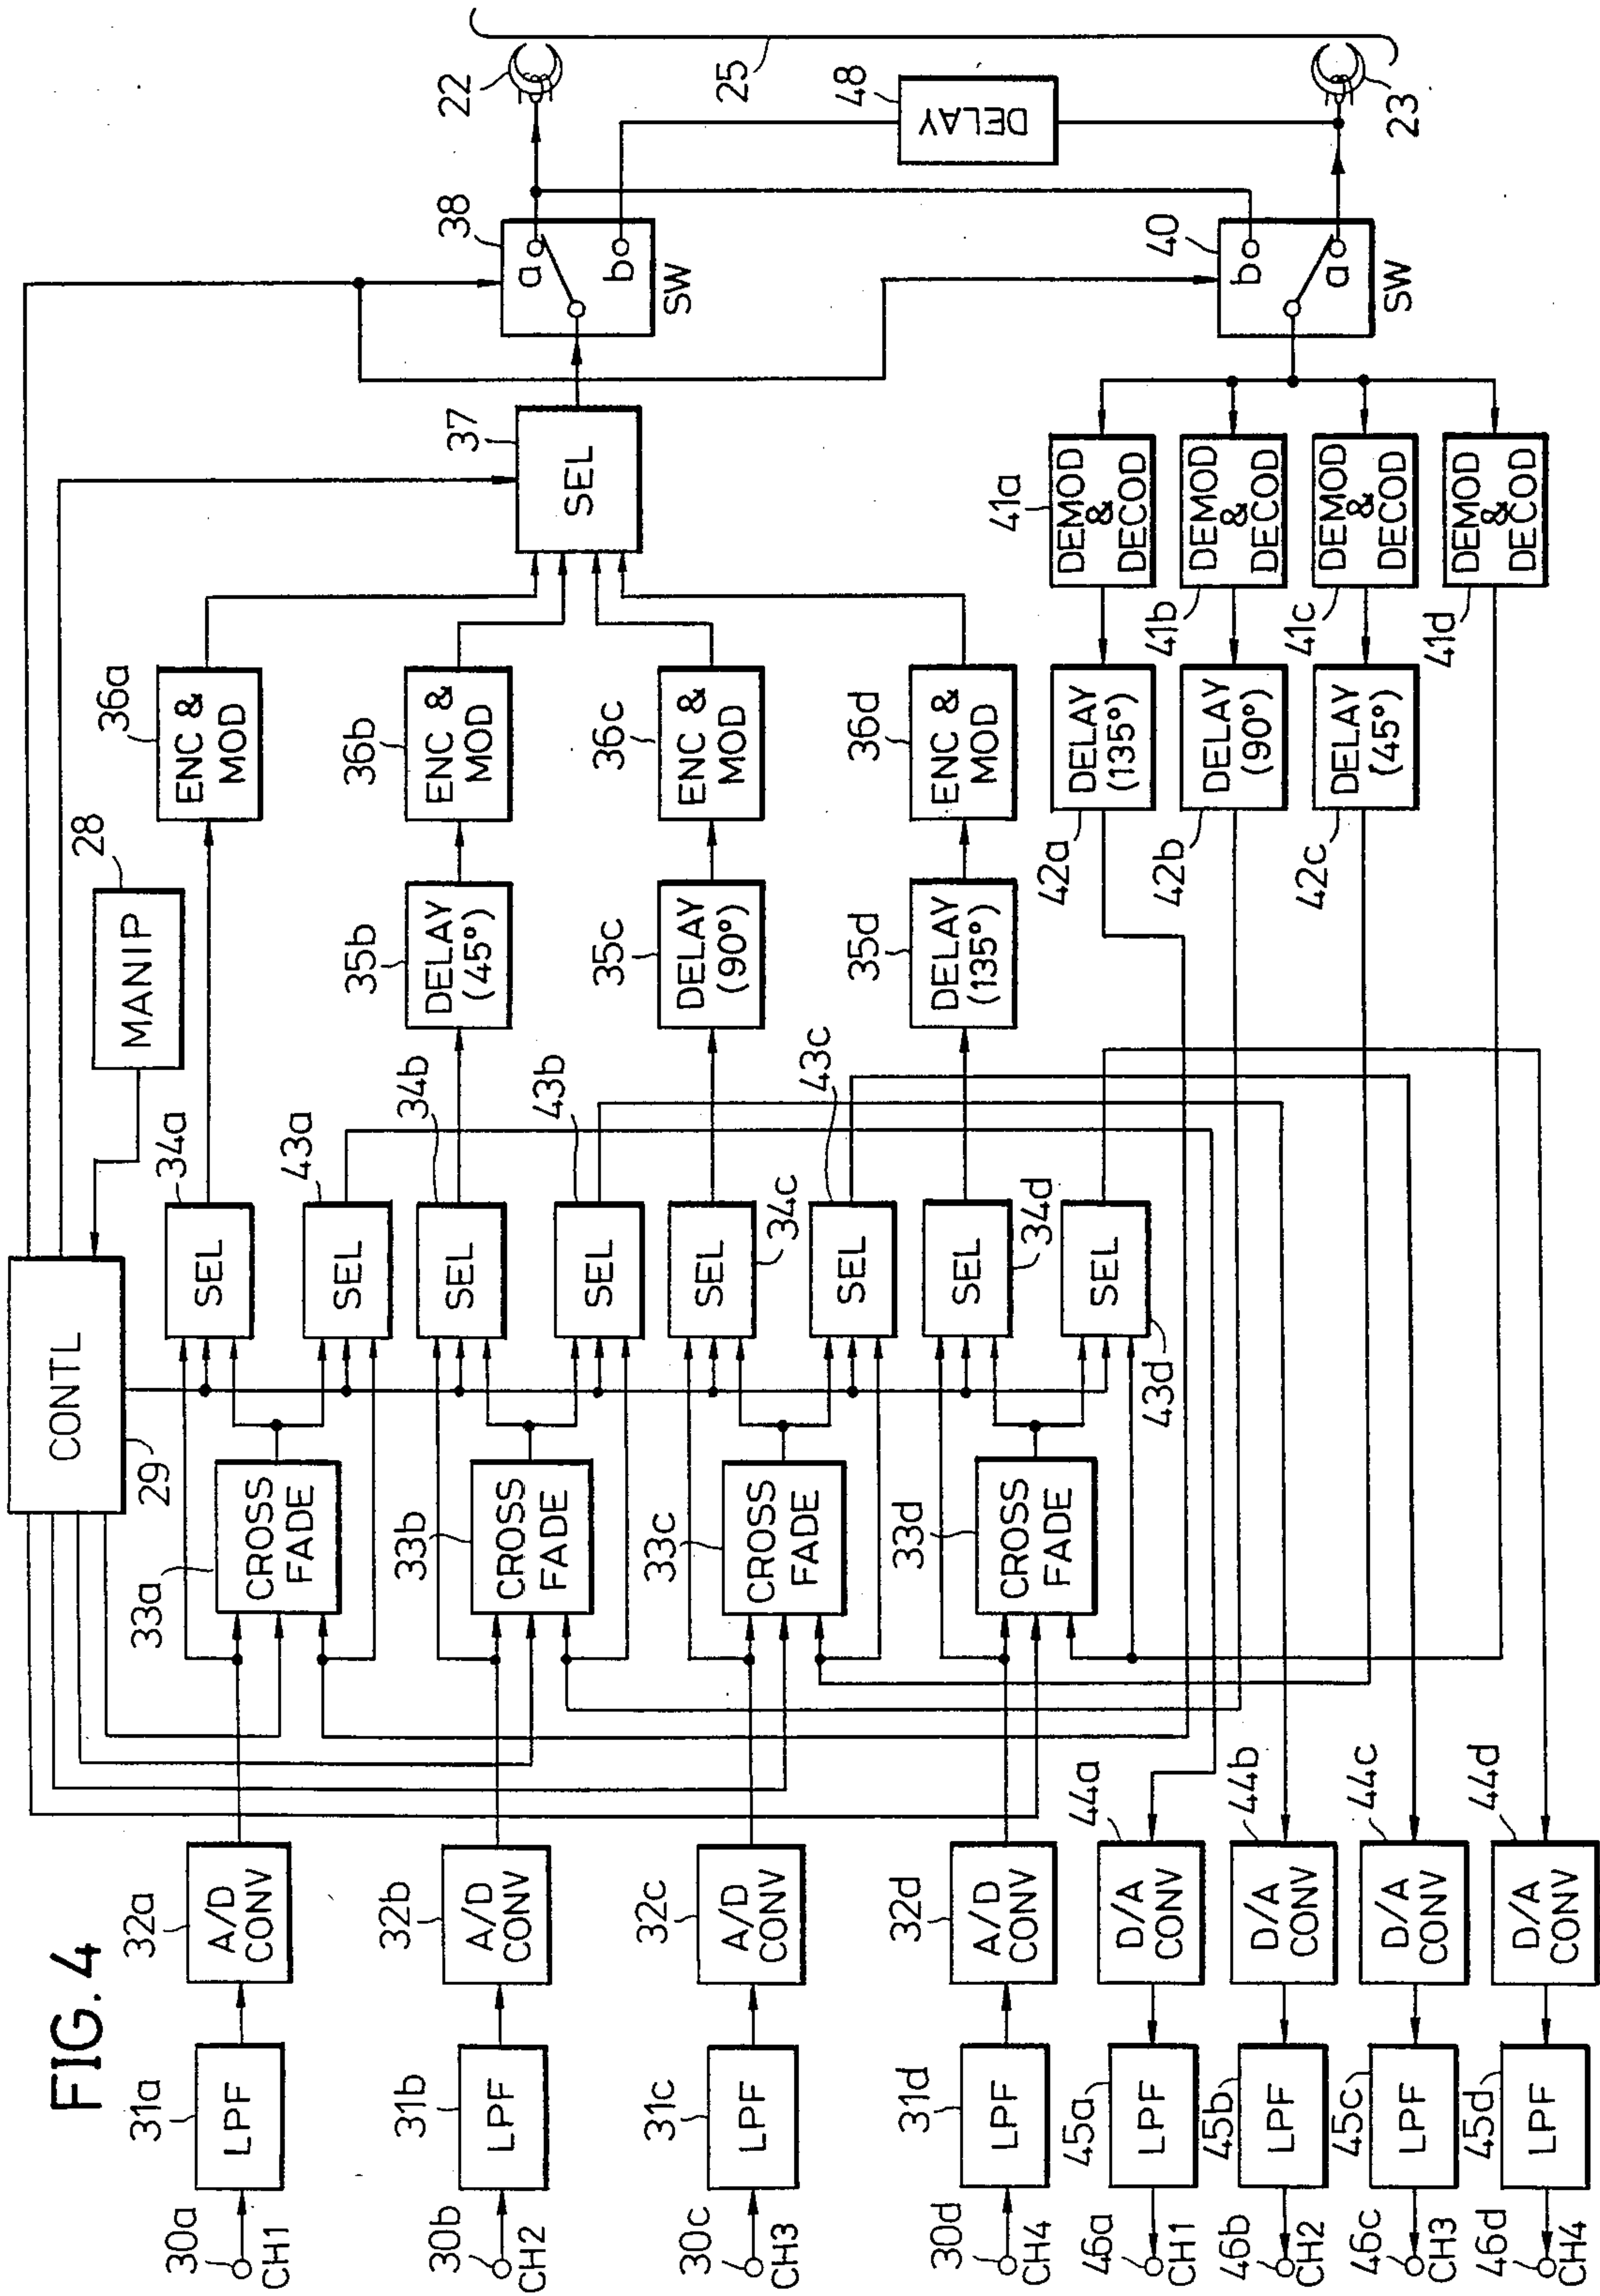 FIG. 4
30a
CH1
31a
LPF
32a
A/D
CONV
33a
CROSS
FADE
CONTL
29
34a
SEL
43a
SEL
MANIP
28
36a
ENC &
MOD
30b
CH2
31b
LPF
32b
A/D
CONV
33b
CROSS
FADE
34b
SEL
43b
SEL
35b
DELAY
(45°)
36b
ENC &
MOD
30c
CH3
31c
LPF
32c
A/D
CONV
33c
CROSS
FADE
34c
SEL
43c
SEL
35c
DELAY
(90°)
36c
ENC &
MOD
30d
CH4
31d
LPF
32d
A/D
CONV
33d
CROSS
FADE
34d
SEL
43d
SEL
35d
DELAY
(135°)
36d
ENC &
MOD
37
SEL
38
a
b
SW
22
25
48
DELAY
23
40
b
a
SW
41a
DEMOD
&
DECOD
41b
DEMOD
&
DECOD
41c
DEMOD
&
DECOD
41d
DEMOD
&
DECOD
42a
DELAY
(135°)
42b
DELAY
(90°)
42c
DELAY
(45°)
44a
D/A
CONV
44b
D/A
CONV
44c
D/A
CONV
44d
D/A
CONV
45a
LPF
45b
LPF
45c
LPF
45d
LPF
46a
CH1
46b
CH2
46c
CH3
46d
CH4